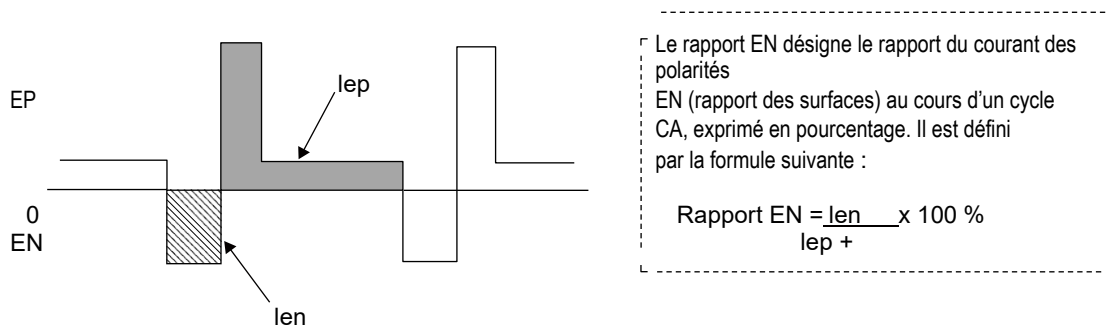 EP
Iep
0
EN
Ien
Le rapport EN désigne le rapport du courant des
polarités
EN (rapport des surfaces) au cours d’un cycle
CA, exprimé en pourcentage. Il est défini
par la formule suivante :
Rapport EN = Ien x 100 %
Iep +